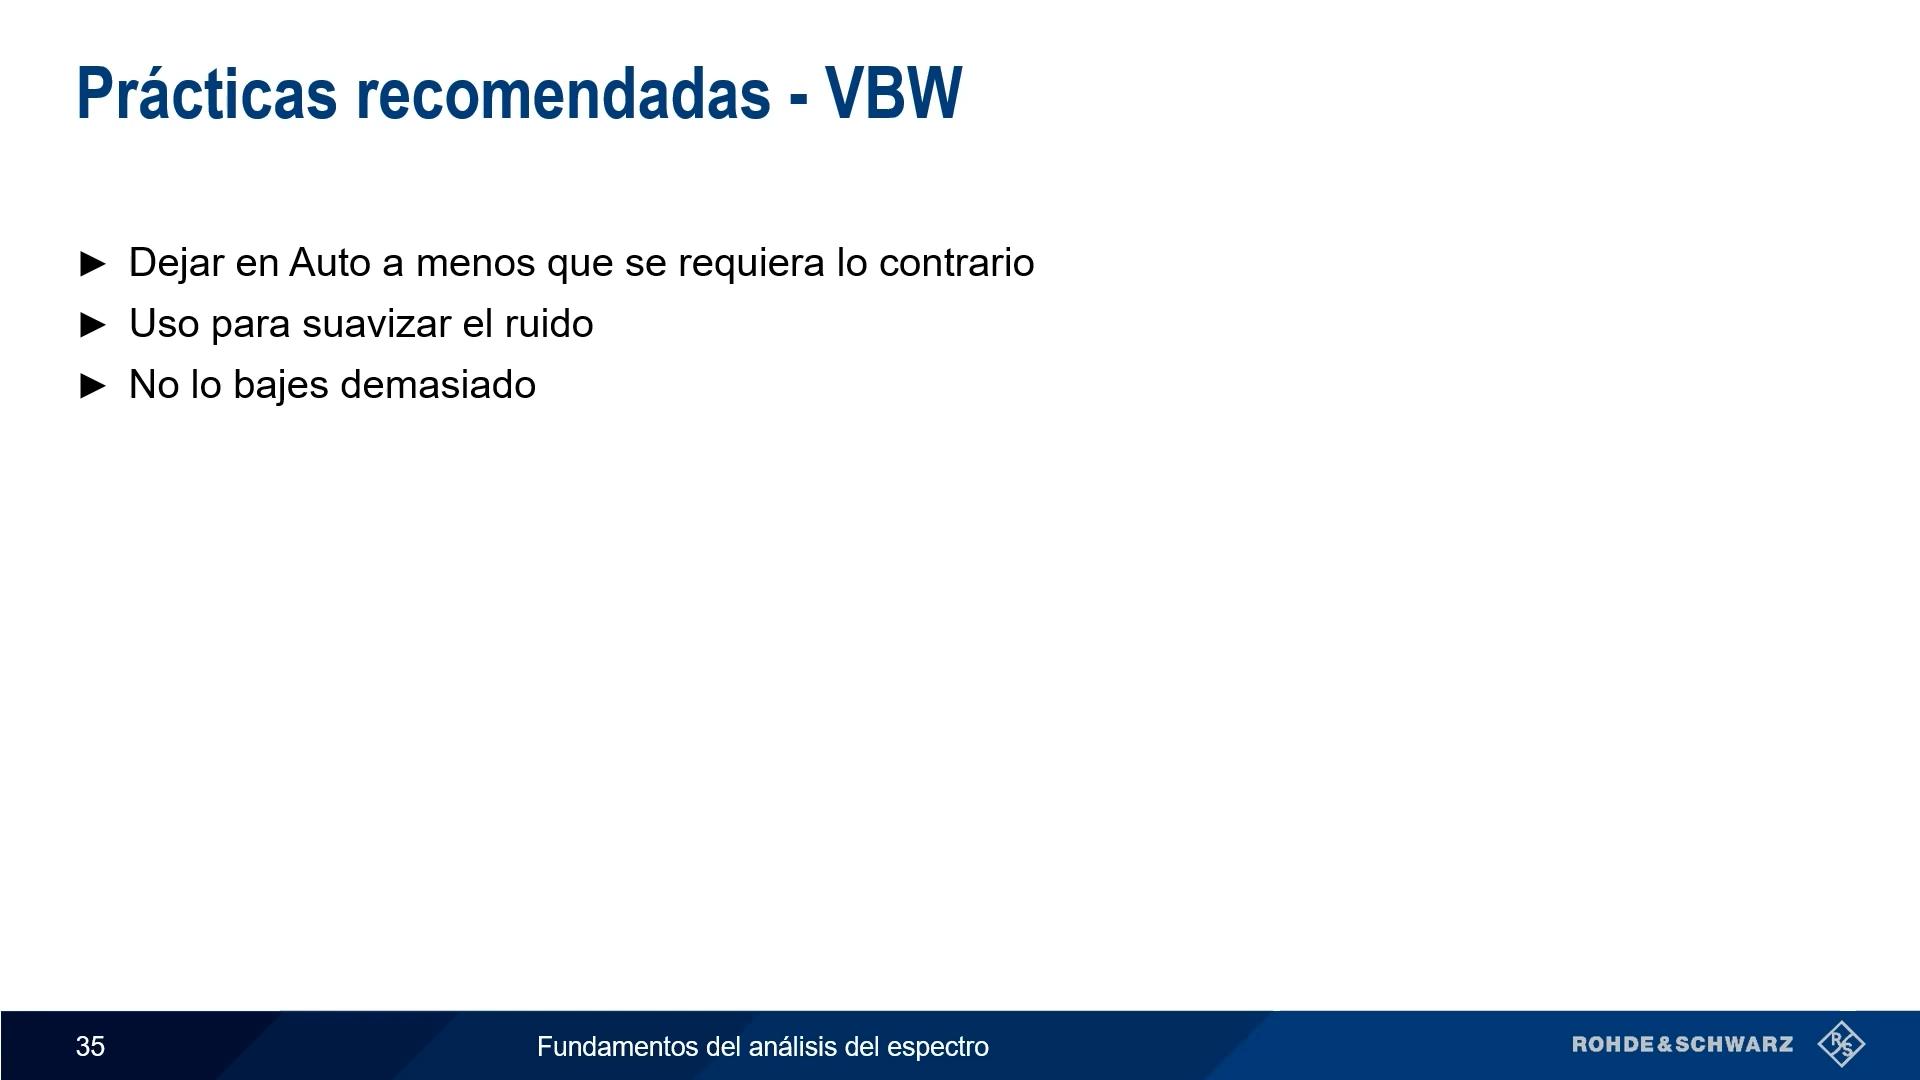 Prácticas recomendadas - VBW
► Dejar en Auto a menos que se requiera lo contrario
► Uso para suavizar el ruido
► No lo bajes demasiado
35
Fundamentos del análisis del espectro
ROHDE&SCHWARZ
R
S